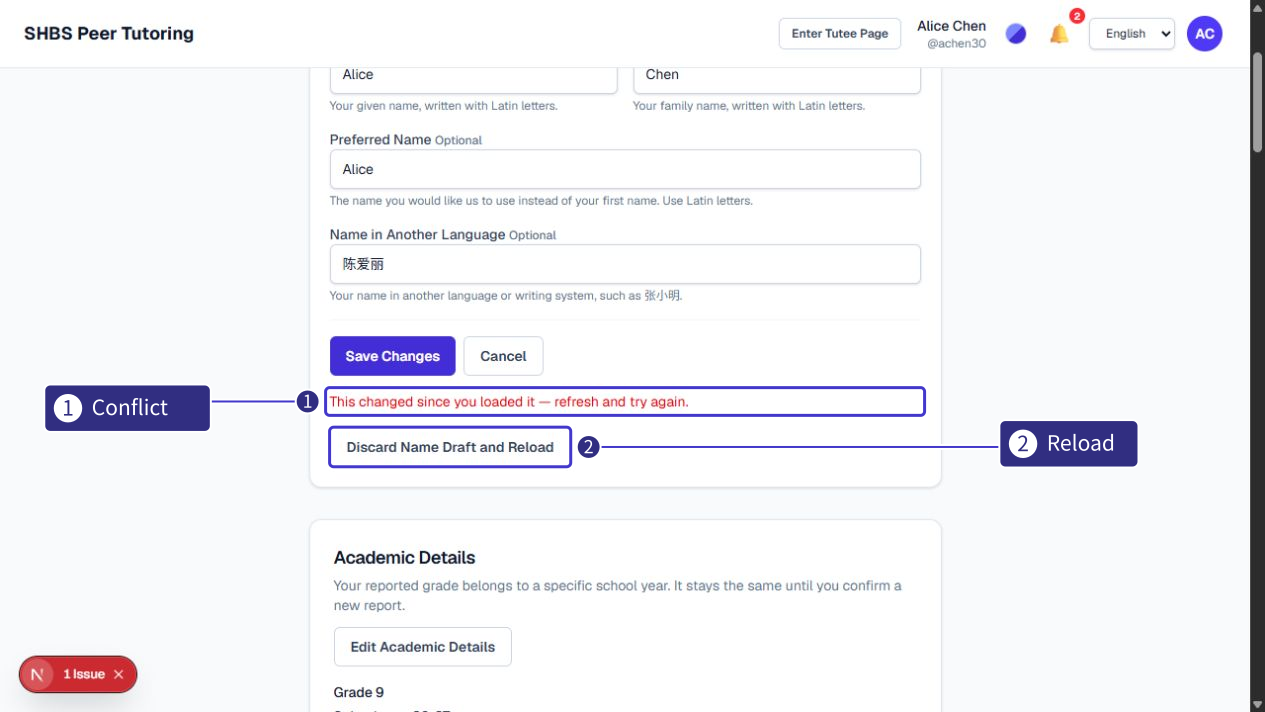 SHBS Peer Tutoring
Enter Tutee Page
Alice Chen
@achen30
2
English
AC
Alice
Chen
Your given name, written with Latin letters.
Your family name, written with Latin letters.
Preferred Name Optional
Alice
The name you would like us to use instead of your first name. Use Latin letters.
Name in Another Language Optional
陈爱丽
Your name in another language or writing system, such as 张小明.
Save Changes
Cancel
1 Conflict
1
This changed since you loaded it — refresh and try again.
Discard Name Draft and Reload
2
2 Reload
Academic Details
Your reported grade belongs to a specific school year. It stays the same until you confirm a
new report.
Edit Academic Details
N
1 Issue
Grade 9